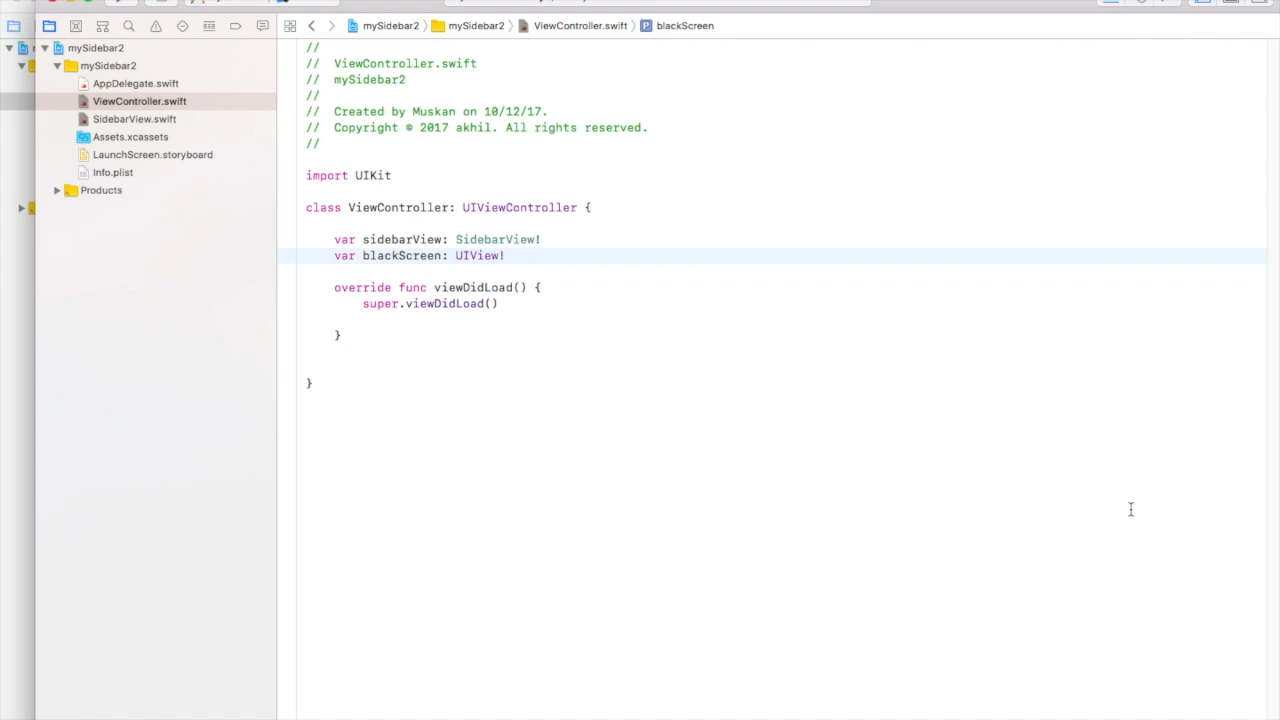 mySidebar2 mySidebar2 ViewController.swift blackScreen
mySidebar2
mySidebar2
AppDelegate.swift
ViewController.swift
SidebarView.swift
Assets.xcassets
LaunchScreen.storyboard
Info.plist
Products
//
//  ViewController.swift
//  mySidebar2
//
//  Created by Muskan on 10/12/17.
//  Copyright © 2017 akhil. All rights reserved.
//
import UIKit
class ViewController: UIViewController {
    var sidebarView: SidebarView!
    var blackScreen: UIView!
    override func viewDidLoad() {
        super.viewDidLoad()
    }
}